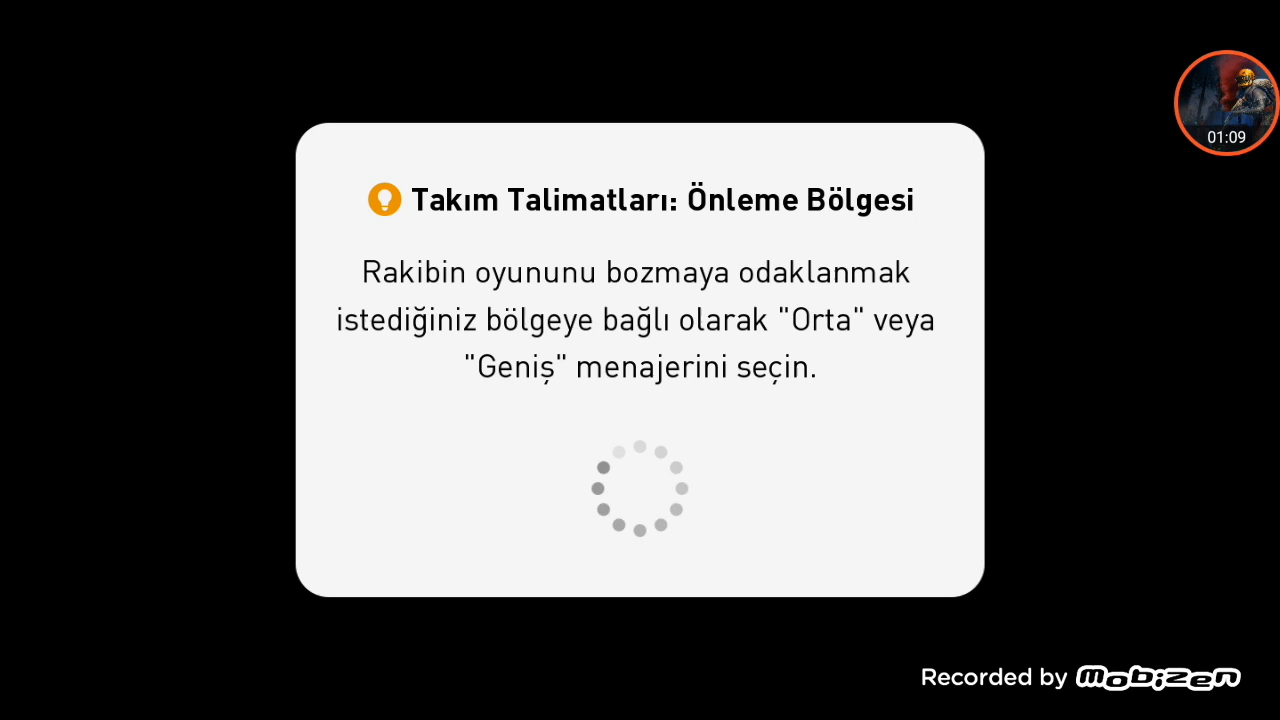 01:09
Takım Talimatları: Önleme Bölgesi
Rakibin oyununu bozmaya odaklanmak
istediğiniz bölgeye bağlı olarak "Orta" veya
"Geniş" menajerini seçin.
Recorded by mobizen